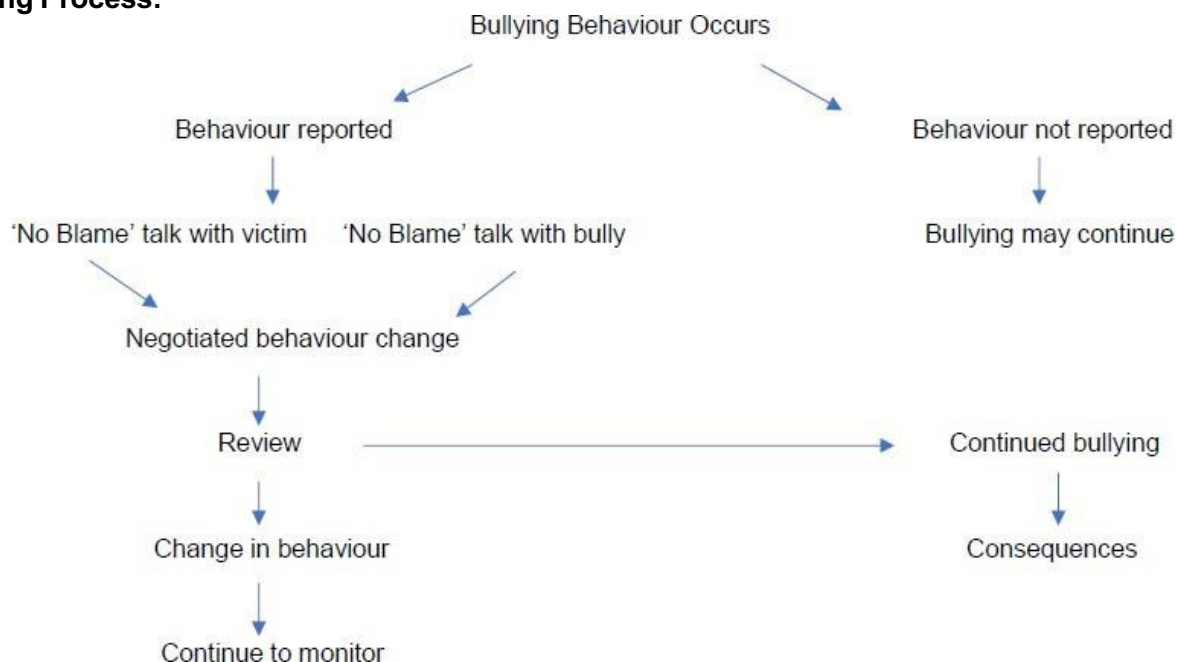 Process:
Bullying Behaviour Occurs
Behaviour reported
Behaviour not reported
‘No Blame’ talk with victim
‘No Blame’ talk with bully
Bullying may continue
Negotiated behaviour change
Review
Continued bullying
Change in behaviour
Consequences
Continue to monitor